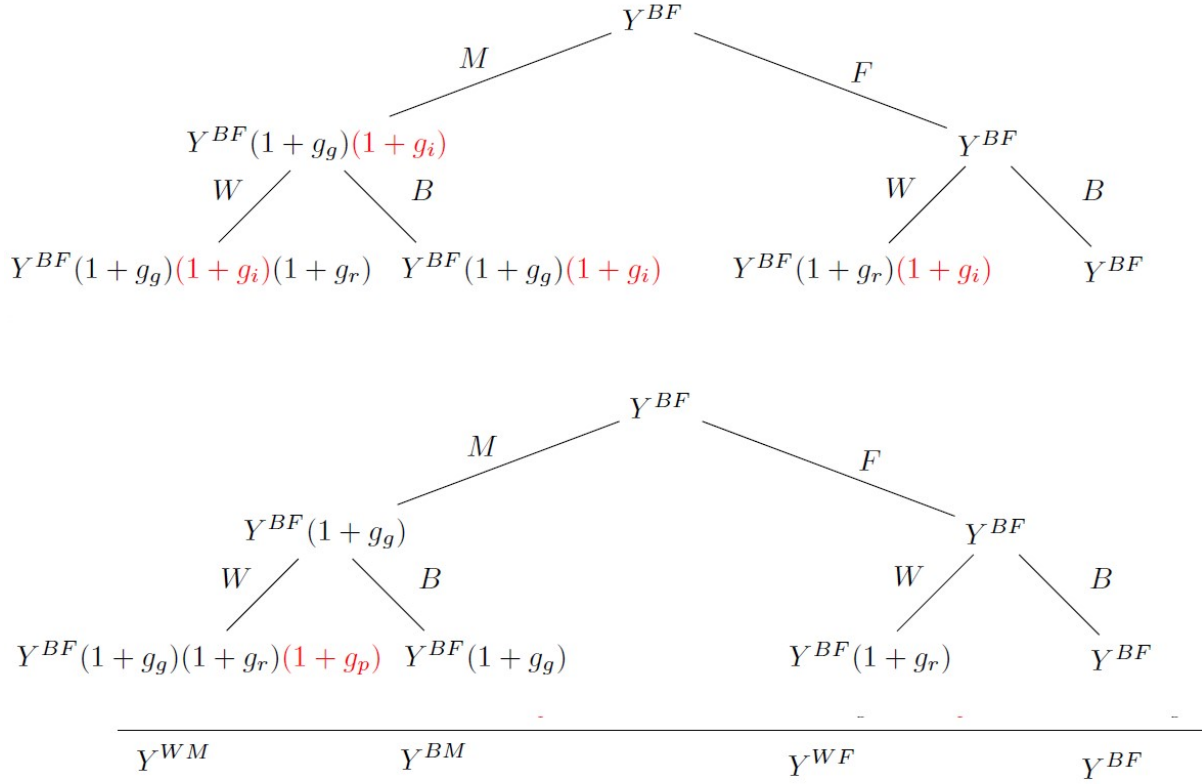 Y^{BF}
M F
Y^{BF}(1 + g_g)(1 + g_i) Y^{BF}
W B W B
Y^{BF}(1 + g_g)(1 + g_i)(1 + g_r) Y^{BF}(1 + g_g)(1 + g_i) Y^{BF}(1 + g_r)(1 + g_i) Y^{BF}
Y^{BF}
M F
Y^{BF}(1 + g_g) Y^{BF}
W B W B
Y^{BF}(1 + g_g)(1 + g_r)(1 + g_p) Y^{BF}(1 + g_g) Y^{BF}(1 + g_r) Y^{BF}
Y^{WM} Y^{BM} Y^{WF} Y^{BF}